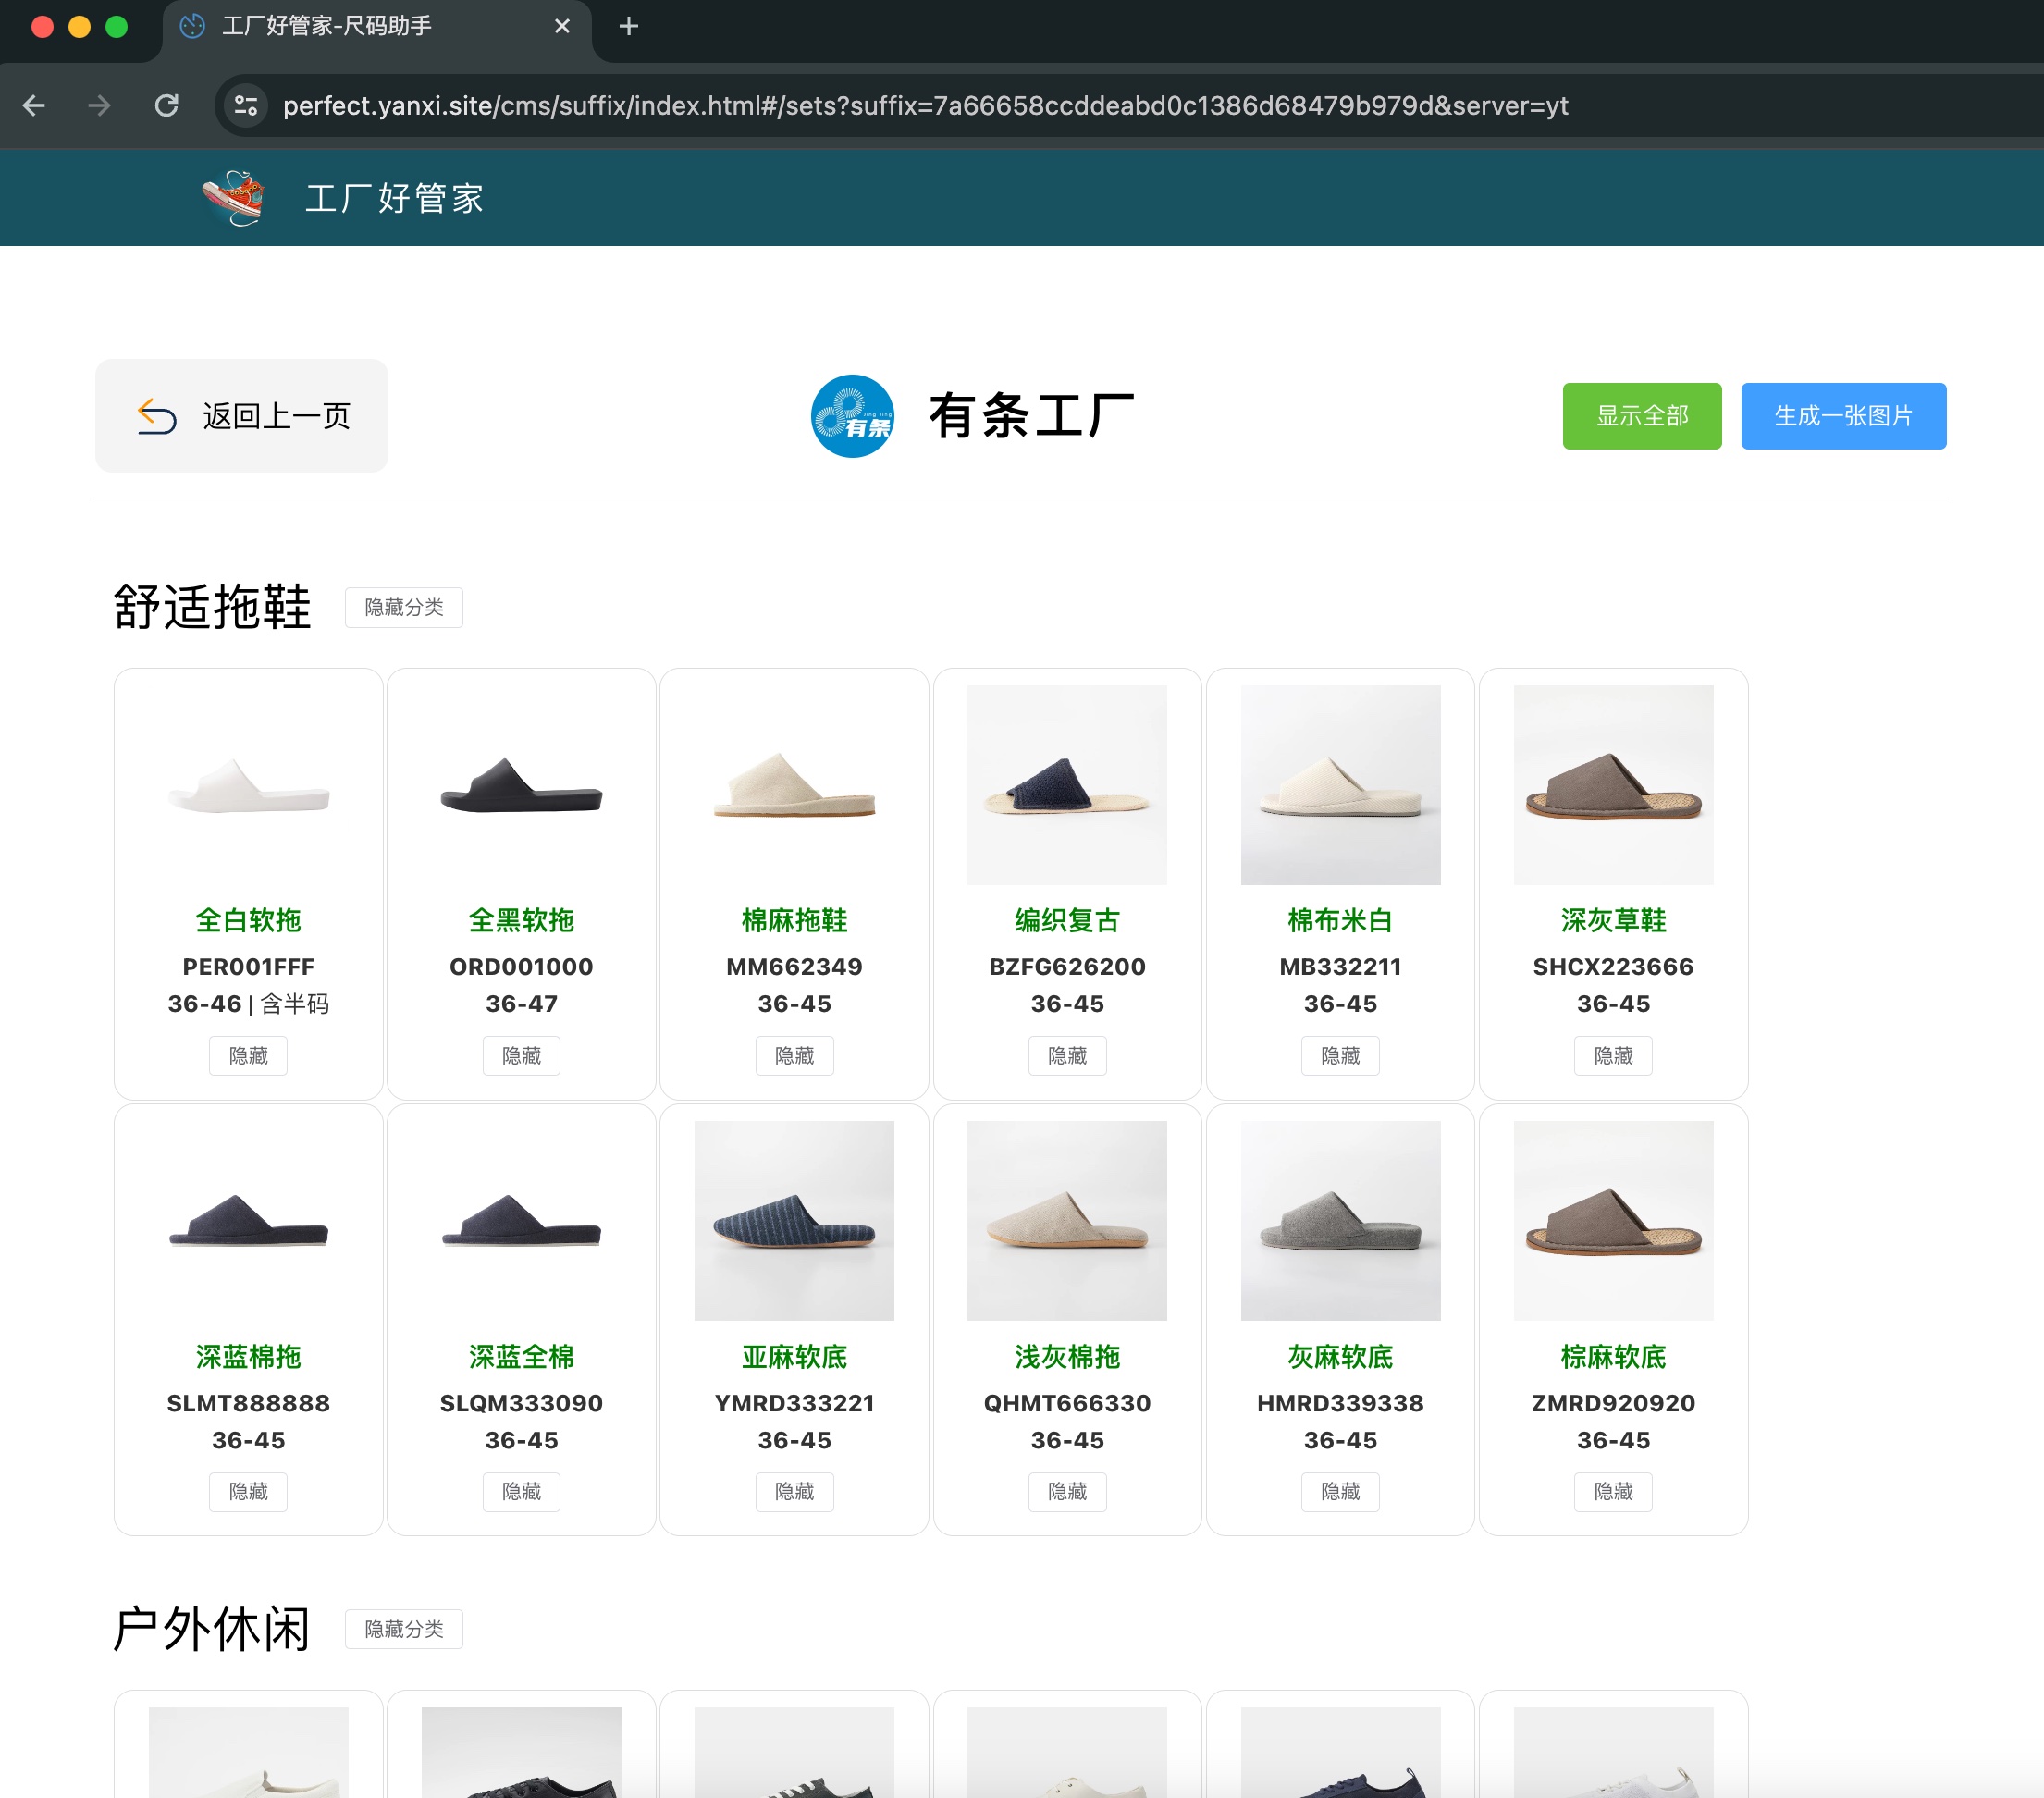 工厂好管家-尺码助手
perfect.yanxi.site/cms/suffix/index.html#/sets?suffix=7a66658ccddeabd0c1386d68479b979d&server=yt
工厂好管家
返回上一页
Jing Jing
有条
有条工厂
显示全部
生成一张图片
舒适拖鞋 隐藏分类
全白软拖 全黑软拖 棉麻拖鞋 编织复古 棉布米白 深灰草鞋
PER001FFF ORD001000 MM662349 BZFG626200 MB332211 SHCX223666
36-46 | 含半码 36-47 36-45 36-45 36-45 36-45
隐藏 隐藏 隐藏 隐藏 隐藏 隐藏
深蓝棉拖 深蓝全棉 亚麻软底 浅灰棉拖 灰麻软底 棕麻软底
SLMT888888 SLQM333090 YMRD333221 QHMT666330 HMRD339338 ZMRD920920
36-45 36-45 36-45 36-45 36-45 36-45
隐藏 隐藏 隐藏 隐藏 隐藏 隐藏
户外休闲 隐藏分类